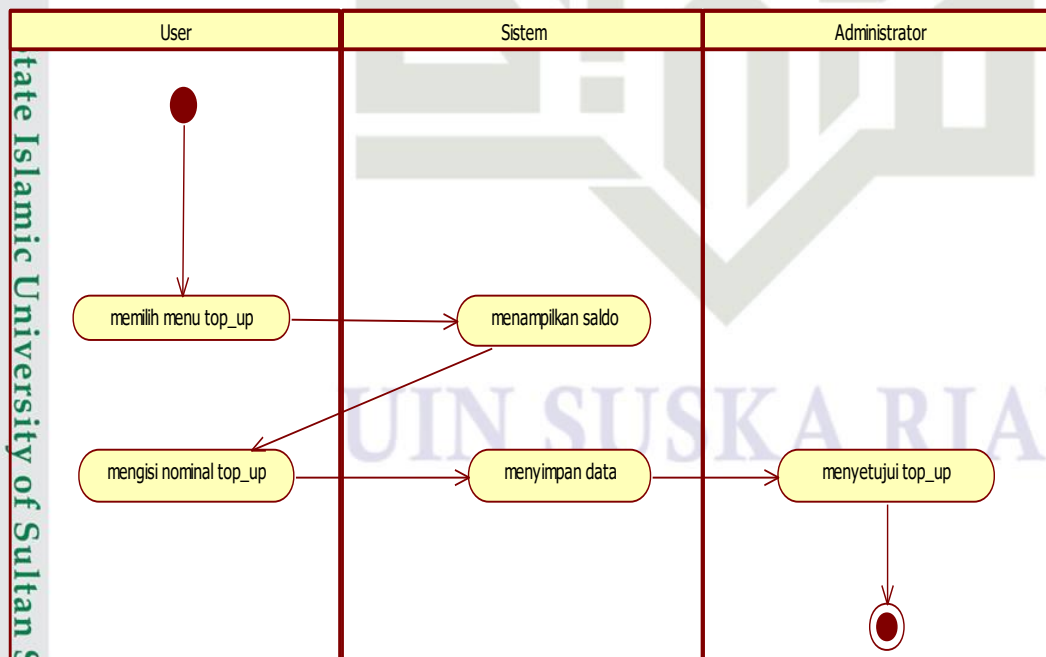 User
Sistem
Administrator
memilih menu top_up
menampilkan saldo
mengisi nominal top_up
menyimpan data
menyetujui top_up
UIN SUSKA RIA
Islamic University of Sultan